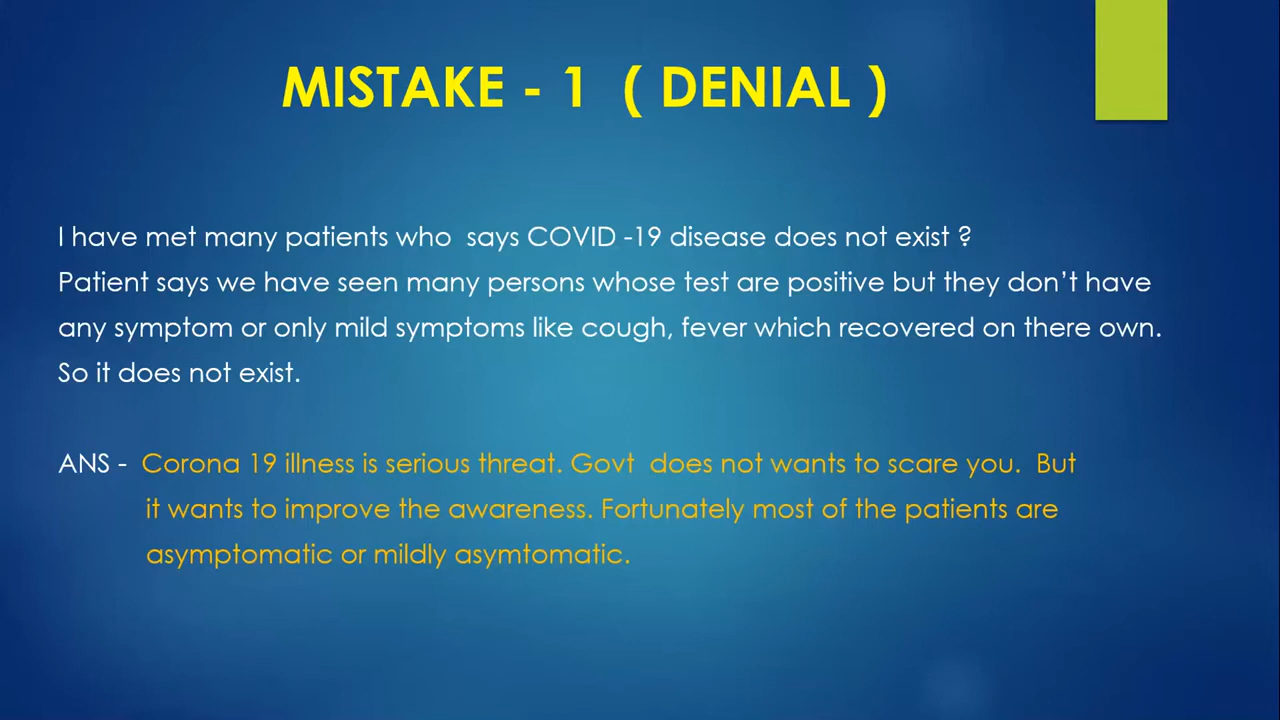 MISTAKE - 1 ( DENIAL )
I have met many patients who says COVID -19 disease does not exist ?
Patient says we have seen many persons whose test are positive but they don’t have
any symptom or only mild symptoms like cough, fever which recovered on there own.
So it does not exist.
ANS - Corona 19 illness is serious threat. Govt does not wants to scare you. But
it wants to improve the awareness. Fortunately most of the patients are
asymptomatic or mildly asymtomatic.